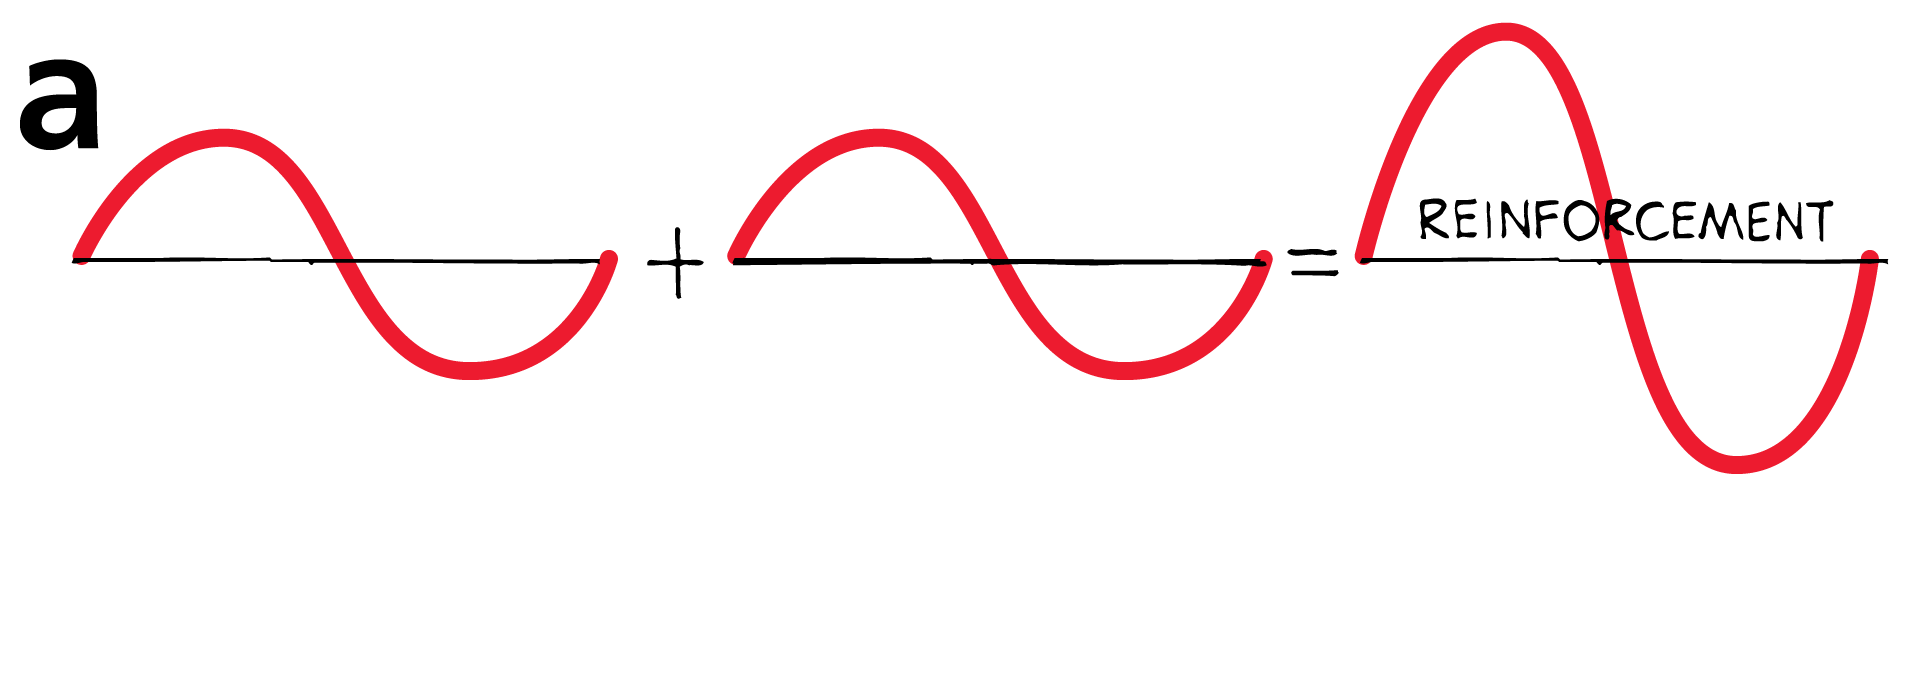 a
+
=
REINFORCEMENT